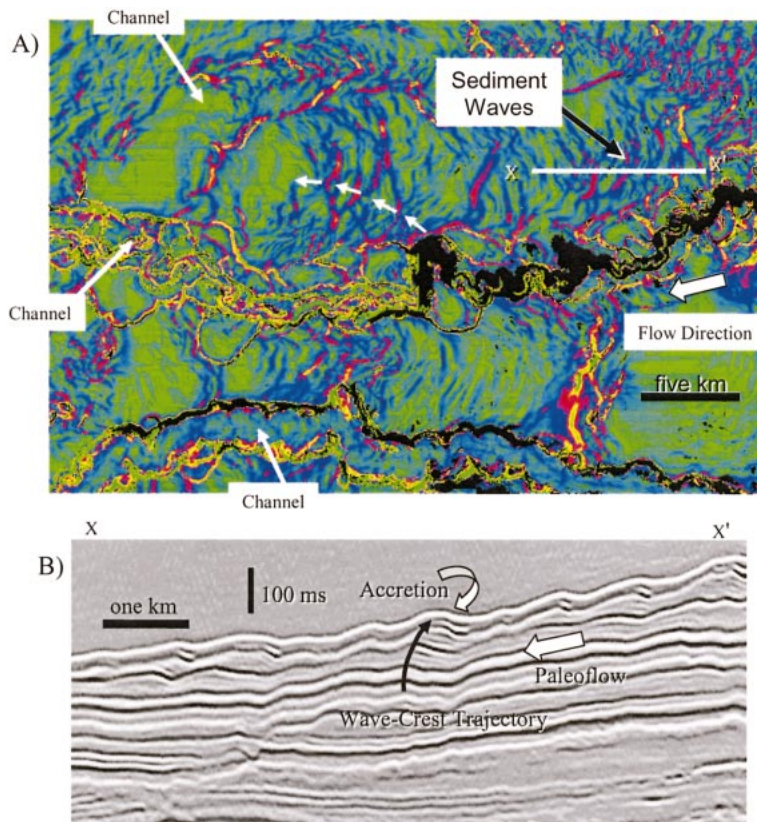 A)
Channel
Sediment
Waves
X
X'
Channel
Flow Direction
five km
Channel
X
X'
B)
Accretion
100 ms
one km
Paleoflow
Wave-Crest Trajectory